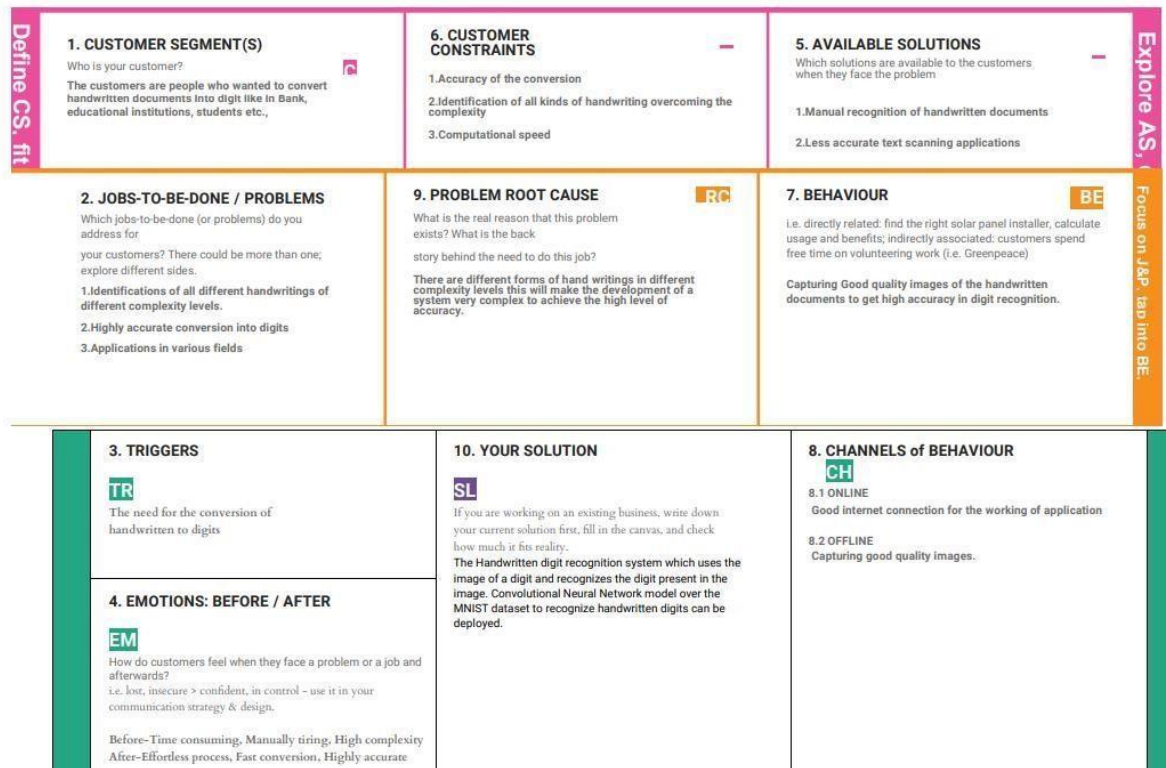 Define CS, fit
1. CUSTOMER SEGMENT(S)
Who is your customer?
C
The customers are people who wanted to convert
handwritten documents into digit like in Bank,
educational institutions, students etc.,
6. CUSTOMER
CONSTRAINTS
1.Accuracy of the conversion
2.Identification of all kinds of handwriting overcoming the
complexity
3.Computational speed
5. AVAILABLE SOLUTIONS
Which solutions are available to the customers
when they face the problem
1.Manual recognition of handwritten documents
2.Less accurate text scanning applications
Explore AS,
2. JOBS-TO-BE-DONE / PROBLEMS
Which jobs-to-be-done (or problems) do you
address for
your customers? There could be more than one;
explore different sides.
1.Identifications of all different handwritings of
different complexity levels.
2.Highly accurate conversion into digits
3.Applications in various fields
9. PROBLEM ROOT CAUSE
RC
What is the real reason that this problem
exists? What is the back
story behind the need to do this job?
There are different forms of hand writings in different
complexity levels this will make the development of a
system very complex to achieve the high level of
accuracy.
7. BEHAVIOUR
BE
i.e. directly related: find the right solar panel installer, calculate
usage and benefits; indirectly associated: customers spend
free time on volunteering work (i.e. Greenpeace)
Capturing Good quality images of the handwritten
documents to get high accuracy in digit recognition.
Focus on J&P, tap into BE,
3. TRIGGERS
TR
The need for the conversion of
handwritten to digits
4. EMOTIONS: BEFORE / AFTER
EM
How do customers feel when they face a problem or a job and
afterwards?
i.e. lost, insecure > confident, in control - use it in your
communication strategy & design.
Before-Time consuming, Manually tiring, High complexity
After-Effortless process, Fast conversion, Highly accurate
10. YOUR SOLUTION
SL
If you are working on an existing business, write down
your current solution first, fill in the canvas, and check
how much it fits reality.
The Handwritten digit recognition system which uses the
image of a digit and recognizes the digit present in the
image. Convolutional Neural Network model over the
MNIST dataset to recognize handwritten digits can be
deployed.
8. CHANNELS of BEHAVIOUR
CH
8.1 ONLINE
Good internet connection for the working of application
8.2 OFFLINE
Capturing good quality images.